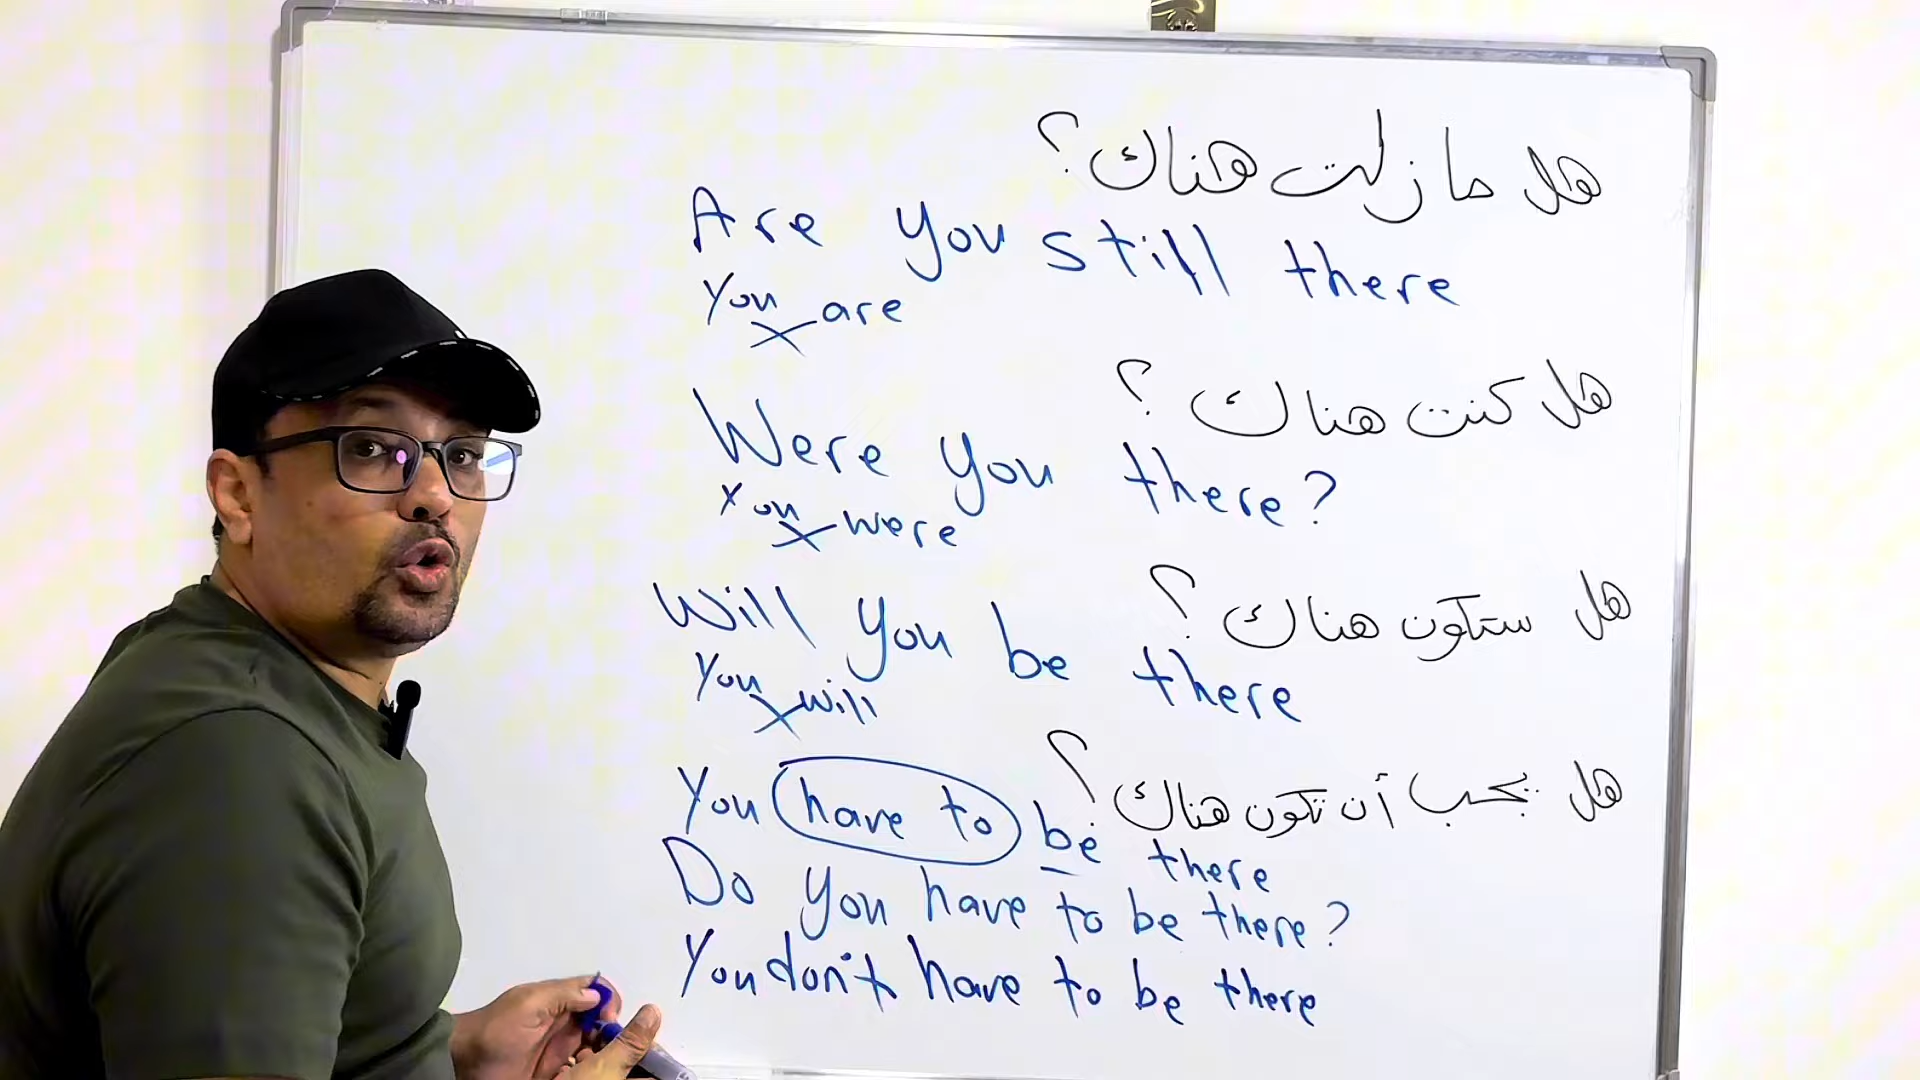 هل ما زلت هناك؟
Are you still there
You are
هل كنت هناك؟
Were you there?
You were
هل ستكون هناك؟
Will you be there
You will
هل يجب أن تكون هناك؟
You have to be there
Do you have to be there?
You don't have to be there